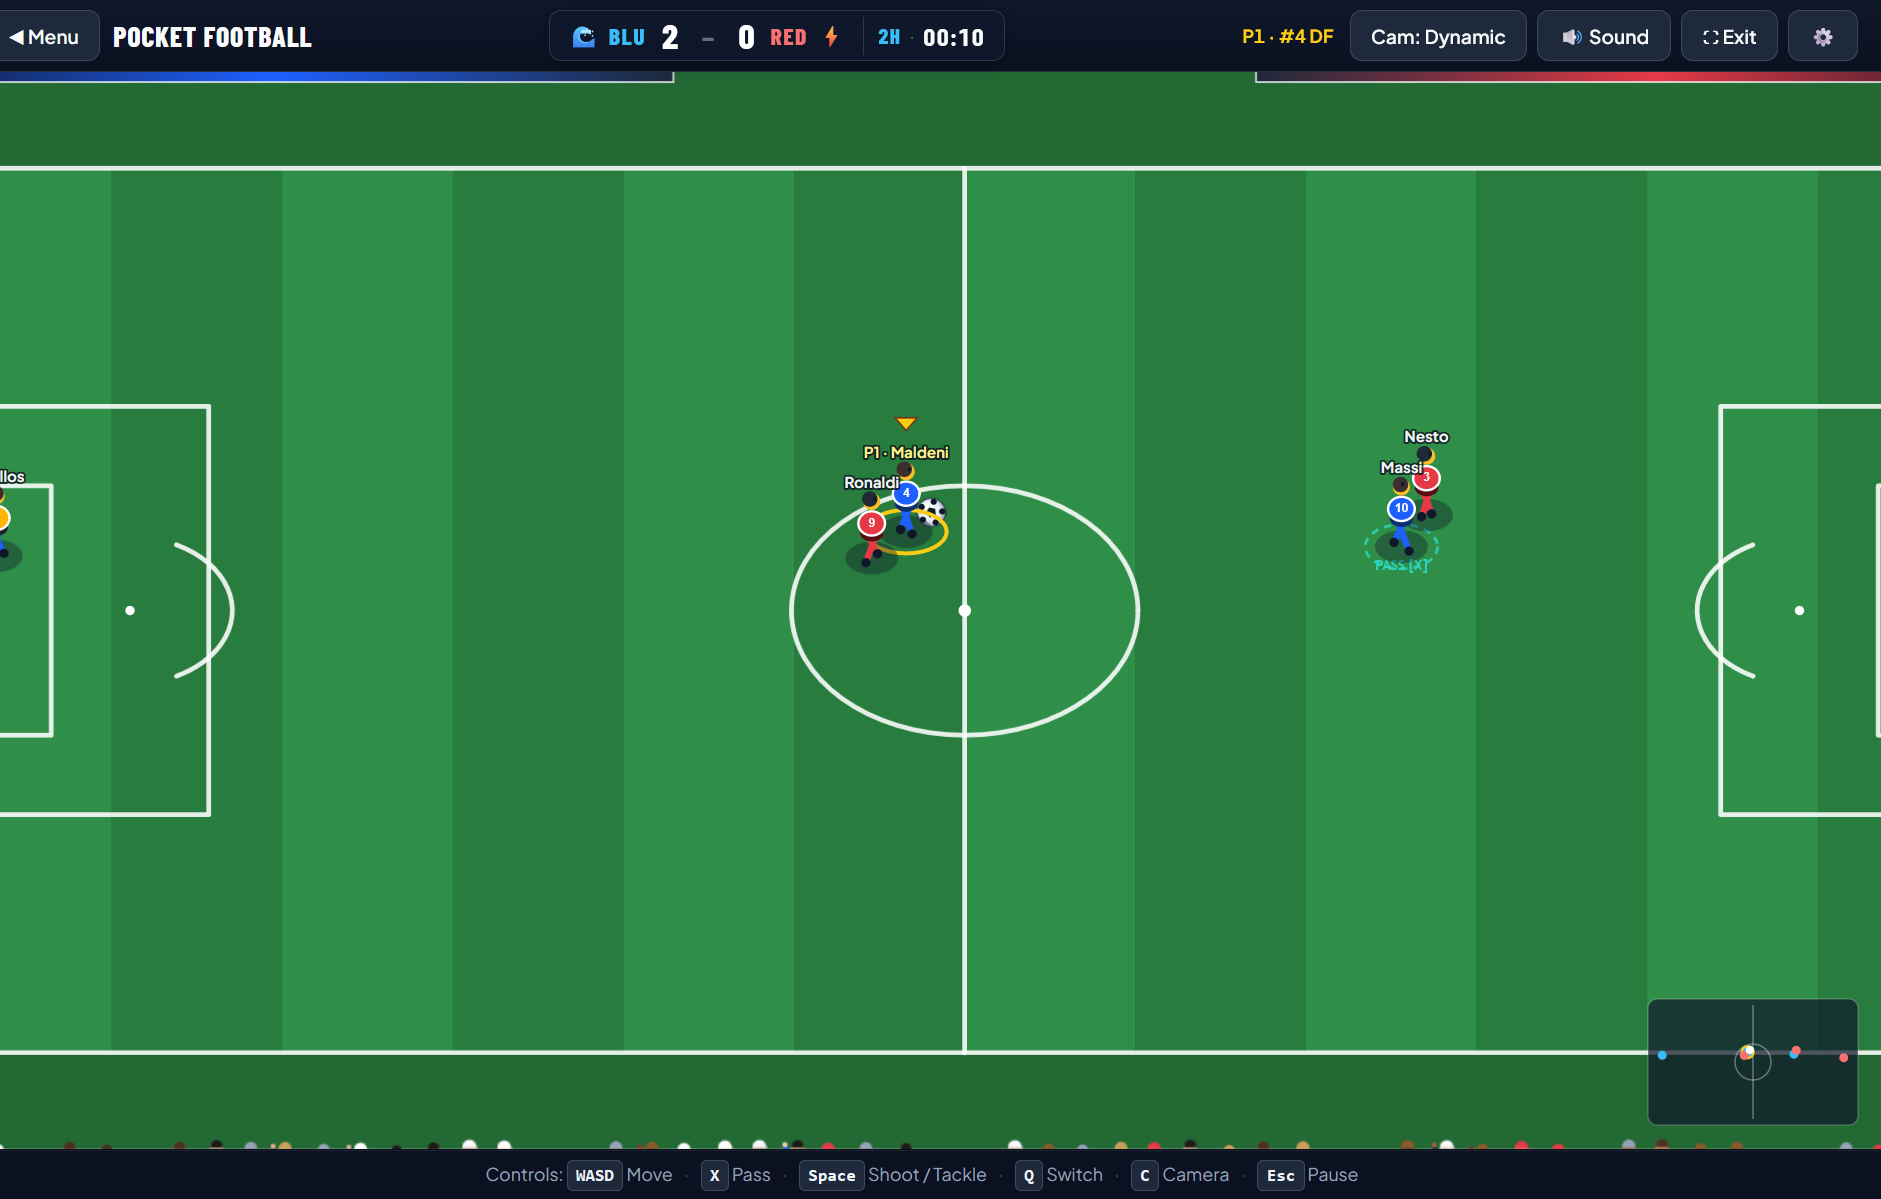 ◀ Menu POCKET FOOTBALL BLU 2 – 0 RED 2H · 00:10 P1 · #4 DF Cam: Dynamic Sound Exit
Nesto
P1 · Maldeni
Massi
3
llos
Ronaldi
4
10
9
PASS [X]
Controls: WASD Move · X Pass · Space Shoot / Tackle · Q Switch · C Camera · Esc Pause